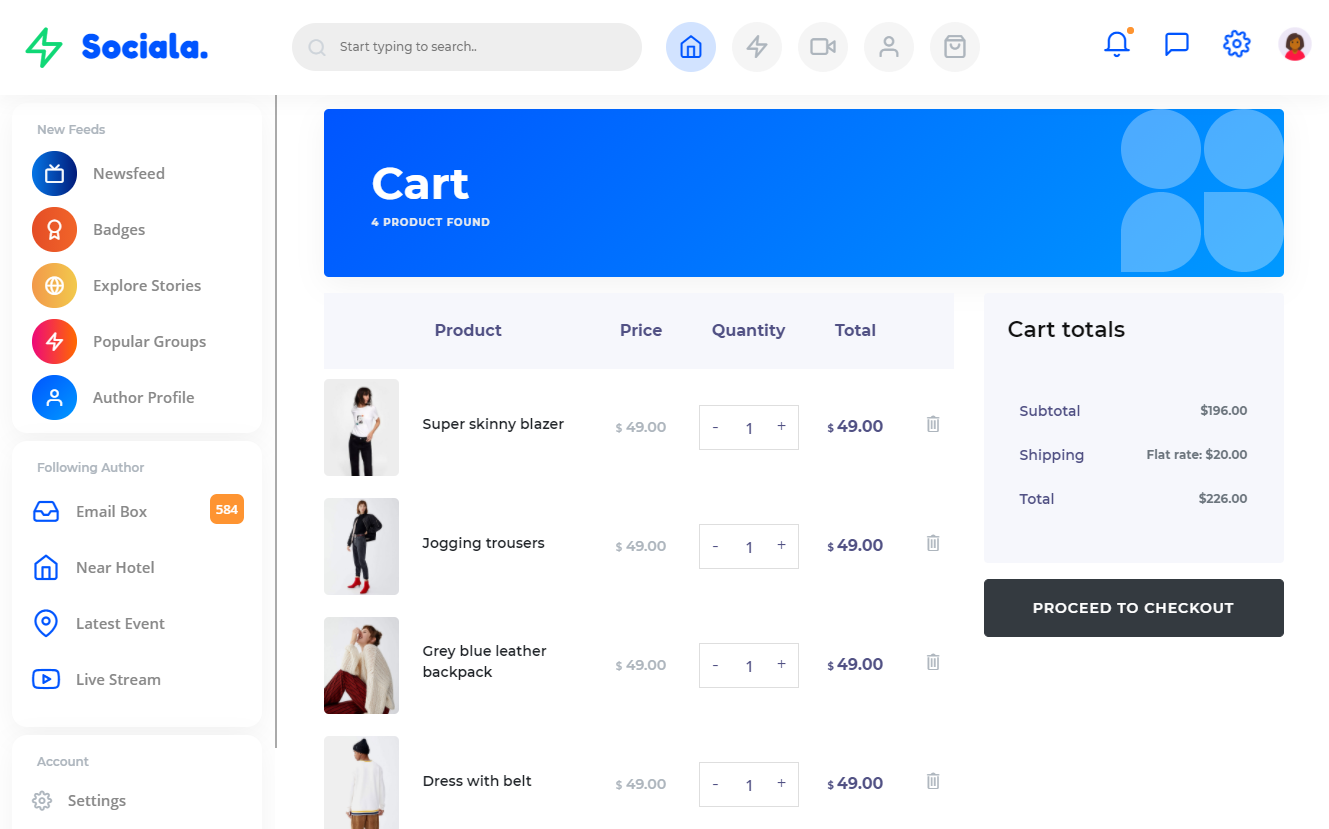 Sociala.
Start typing to search..
New Feeds
Newsfeed
Badges
Explore Stories
Popular Groups
Author Profile
Following Author
Email Box
584
Near Hotel
Latest Event
Live Stream
Account
Settings
Cart
4 PRODUCT FOUND
Product Price Quantity Total
Super skinny blazer $ 49.00 - 1 + $ 49.00
Jogging trousers $ 49.00 - 1 + $ 49.00
Grey blue leather
backpack $ 49.00 - 1 + $ 49.00
Dress with belt $ 49.00 - 1 + $ 49.00
Cart totals
Subtotal $196.00
Shipping Flat rate: $20.00
Total $226.00
PROCEED TO CHECKOUT